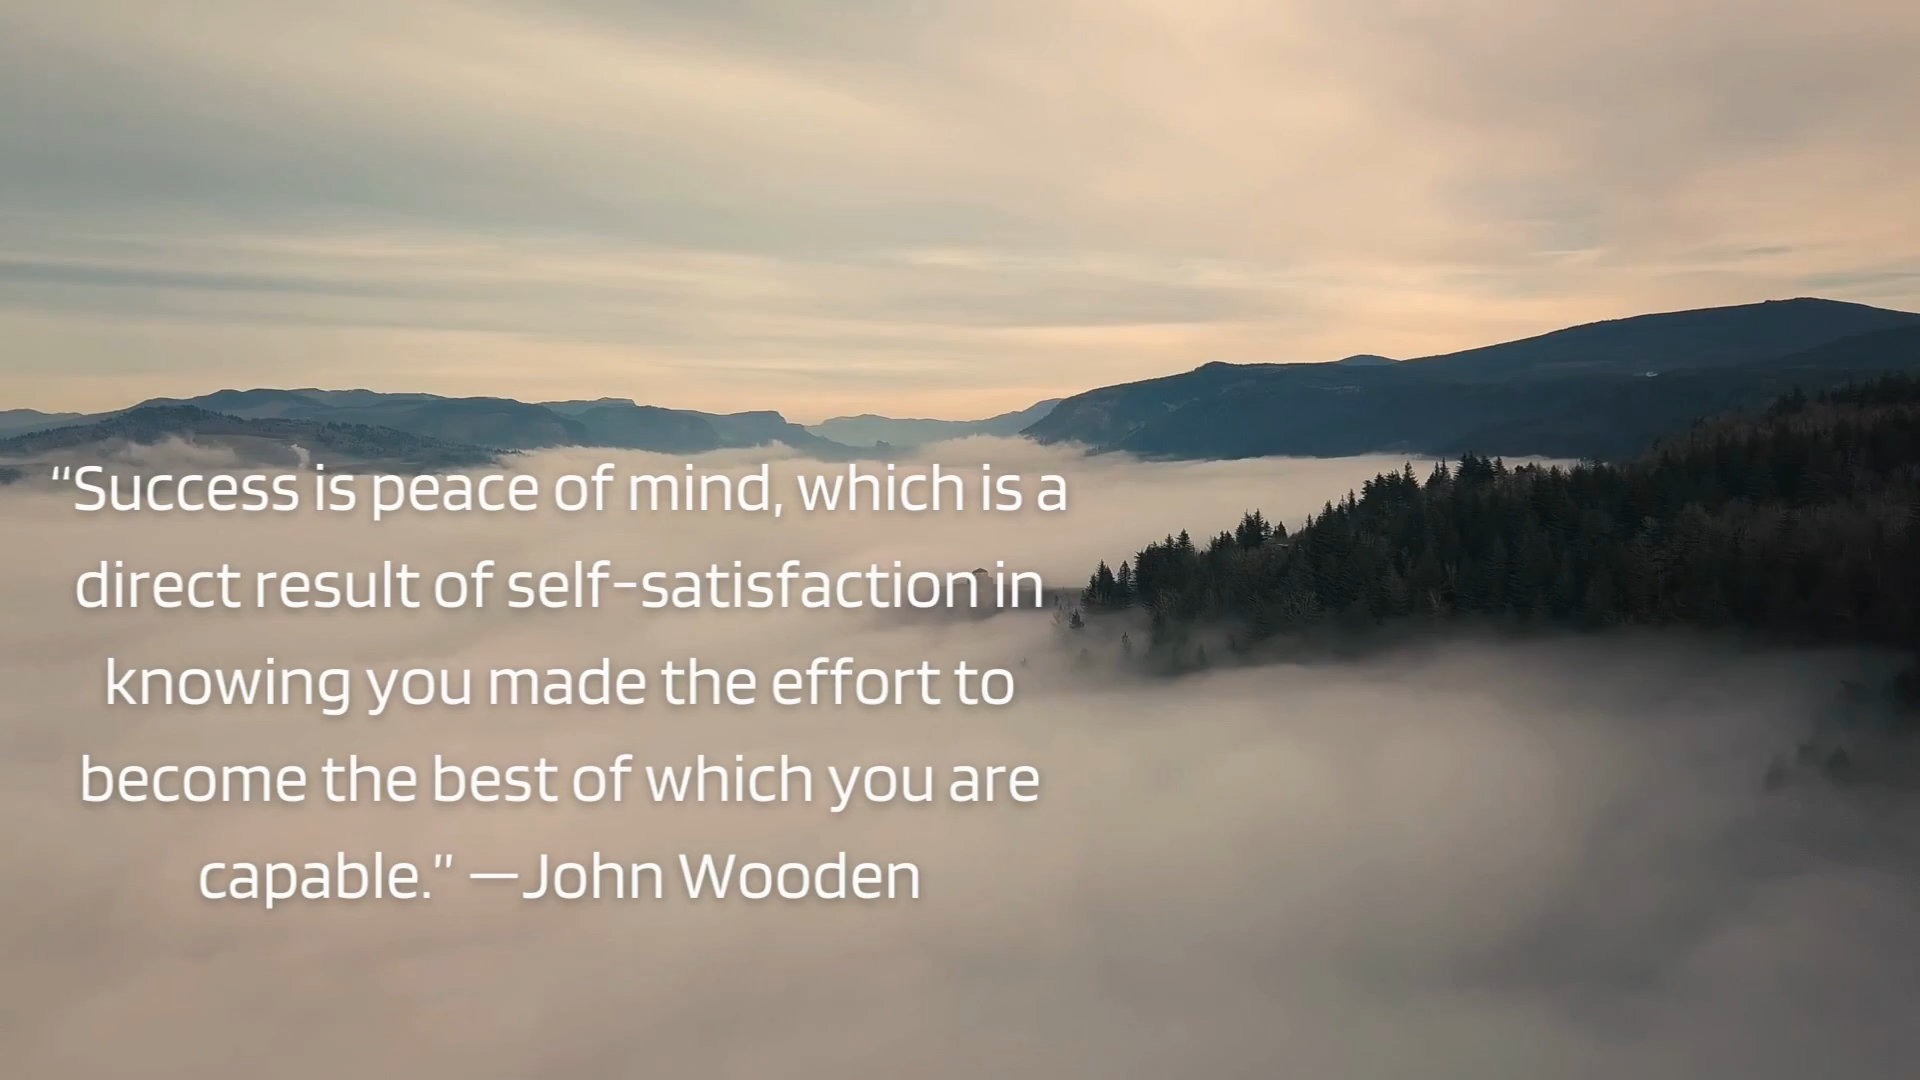 “Success is peace of mind, which is a
direct result of self-satisfaction in
knowing you made the effort to
become the best of which you are
capable.” —John Wooden